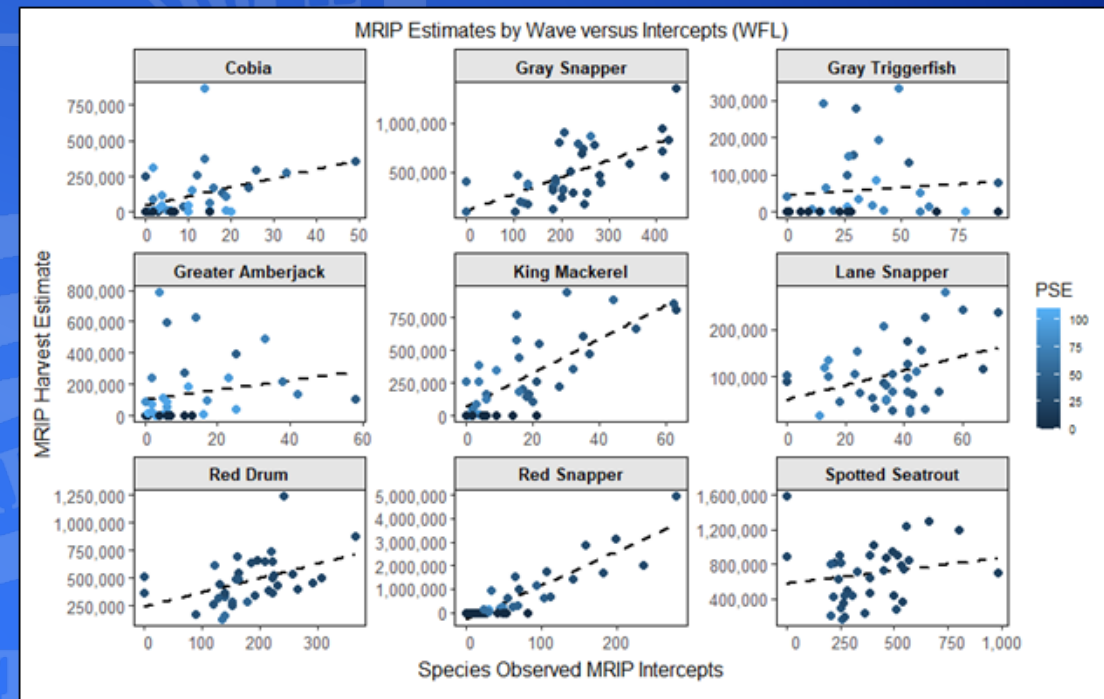 MRIP Estimates by Wave versus Intercepts (WFL)
Cobia
Gray Snapper
Gray Triggerfish
750,000
500,000
250,000
0
0 10 20 30 40 50
1,000,000
500,000
0 100 200 300 400
300,000
200,000
100,000
0
0 25 50 75
Greater Amberjack
King Mackerel
Lane Snapper
800,000
600,000
400,000
200,000
0
0 20 40 60
750,000
500,000
250,000
0
0 20 40 60
200,000
100,000
0 20 40 60
Red Drum
Red Snapper
Spotted Seatrout
1,250,000
1,000,000
750,000
500,000
250,000
0 100 200 300
5,000,000
4,000,000
3,000,000
2,000,000
1,000,000
0
0 100 200
1,600,000
1,200,000
800,000
400,000
0 250 500 750 1,000
MRIP Harvest Estimate
Species Observed MRIP Intercepts
PSE
100
75
50
25
0